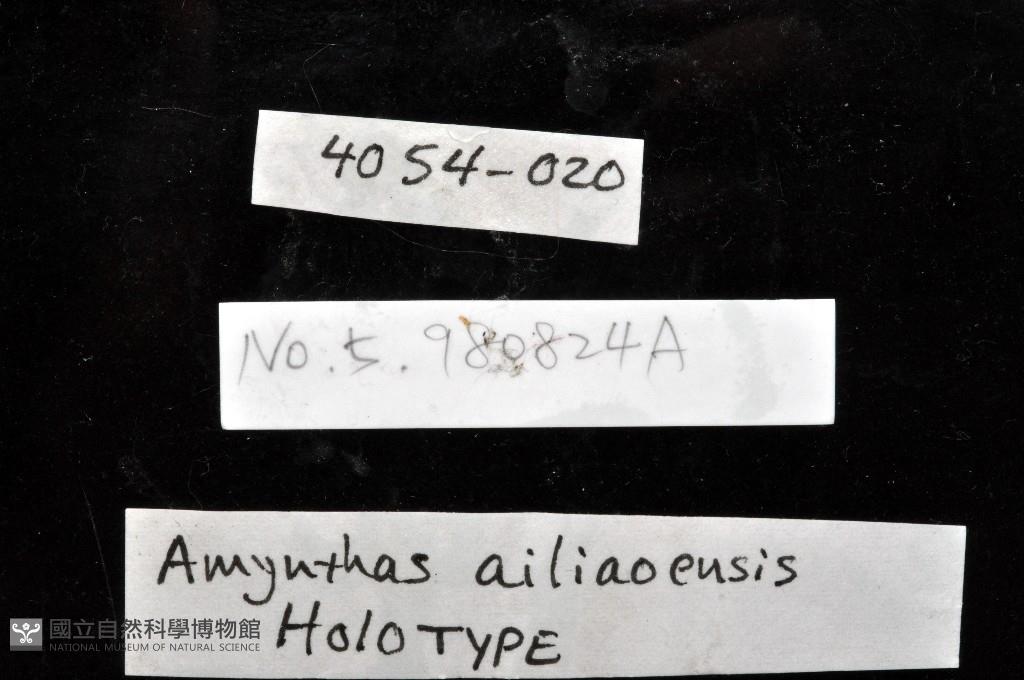 4054-020
No. 5. 980824A
Amynthas ailiaoensis
HoloTYPE
國立自然科學博物館
NATIONAL MUSEUM OF NATURAL SCIENCE